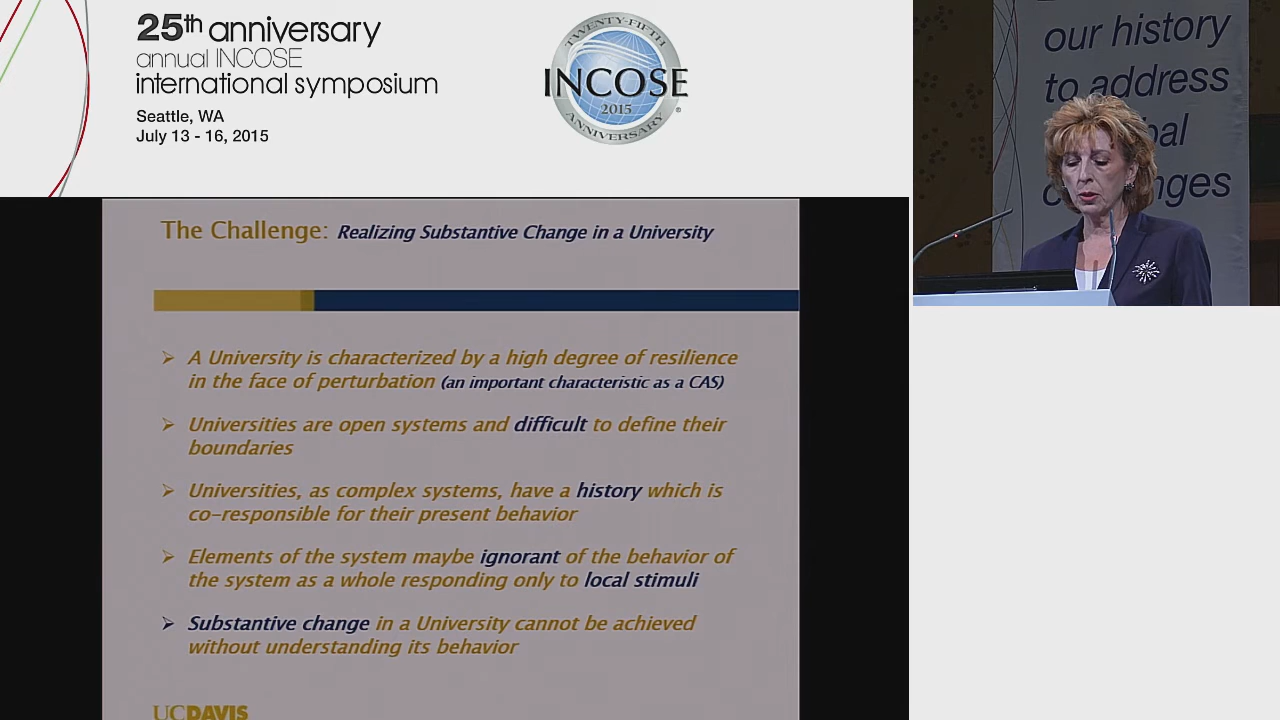 25th anniversary
annual INCOSE
international symposium
Seattle, WA
July 13 - 16, 2015
TWENTY-FIFTH
INCOSE
2015
ANNIVERSARY
®
our history
to address
The Challenge: Realizing Substantive Change in a University
A University is characterized by a high degree of resilience
in the face of perturbation (an important characteristic as a CAS)
Universities are open systems and difficult to define their
boundaries
Universities, as complex systems, have a history which is
co-responsible for their present behavior
Elements of the system maybe ignorant of the behavior of
the system as a whole responding only to local stimuli
Substantive change in a University cannot be achieved
without understanding its behavior
UCDAVIS